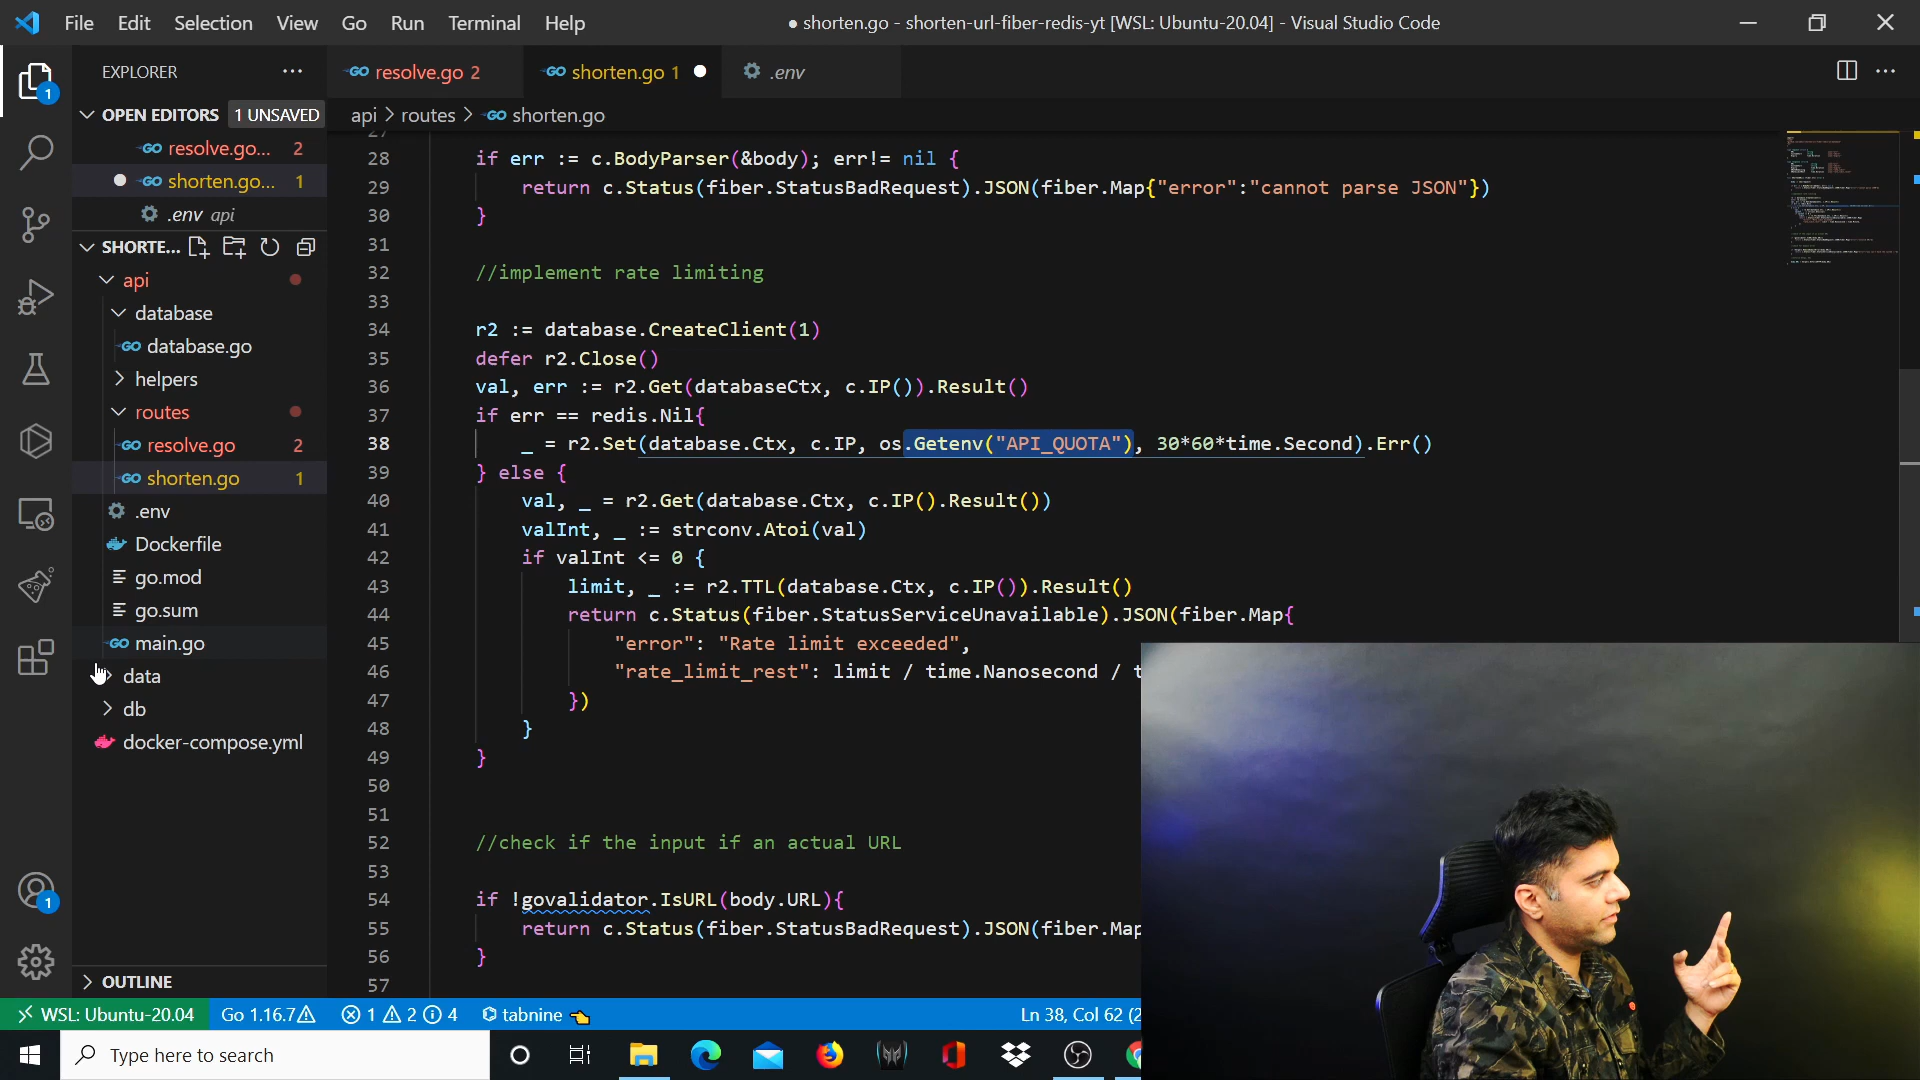 File Edit Selection View Go Run Terminal Help
● shorten.go - shorten-url-fiber-redis-yt [WSL: Ubuntu-20.04] - Visual Studio Code
EXPLORER
OPEN EDITORS 1 UNSAVED
resolve.go... 2
shorten.go... 1
.env api
SHORTE...
api
database
database.go
helpers
routes
resolve.go 2
shorten.go 1
.env
Dockerfile
go.mod
go.sum
main.go
data
db
docker-compose.yml
OUTLINE
resolve.go 2 shorten.go 1 .env
api > routes > shorten.go
27
28 if err := c.BodyParser(&body); err!= nil {
29 return c.Status(fiber.StatusBadRequest).JSON(fiber.Map{"error":"cannot parse JSON"})
30 }
31
32 //implement rate limiting
33
34 r2 := database.CreateClient(1)
35 defer r2.Close()
36 val, err := r2.Get(databaseCtx, c.IP()).Result()
37 if err == redis.Nil{
38 _ = r2.Set(database.Ctx, c.IP, os.Getenv("API_QUOTA"), 30*60*time.Second).Err()
39 } else {
40 val, _ = r2.Get(database.Ctx, c.IP().Result())
41 valInt, _ := strconv.Atoi(val)
42 if valInt <= 0 {
43 limit, _ := r2.TTL(database.Ctx, c.IP()).Result()
44 return c.Status(fiber.StatusServiceUnavailable).JSON(fiber.Map{
45 "error": "Rate limit exceeded",
46 "rate_limit_rest": limit / time.Nanosecond / t
47 })
48 }
49 }
50
51
52 //check if the input if an actual URL
53
54 if !govalidator.IsURL(body.URL){
55 return c.Status(fiber.StatusBadRequest).JSON(fiber.Map
56 }
57
1
1
WSL: Ubuntu-20.04 Go 1.16.7 1 2 4 tabnine Ln 38, Col 62 (2
Type here to search